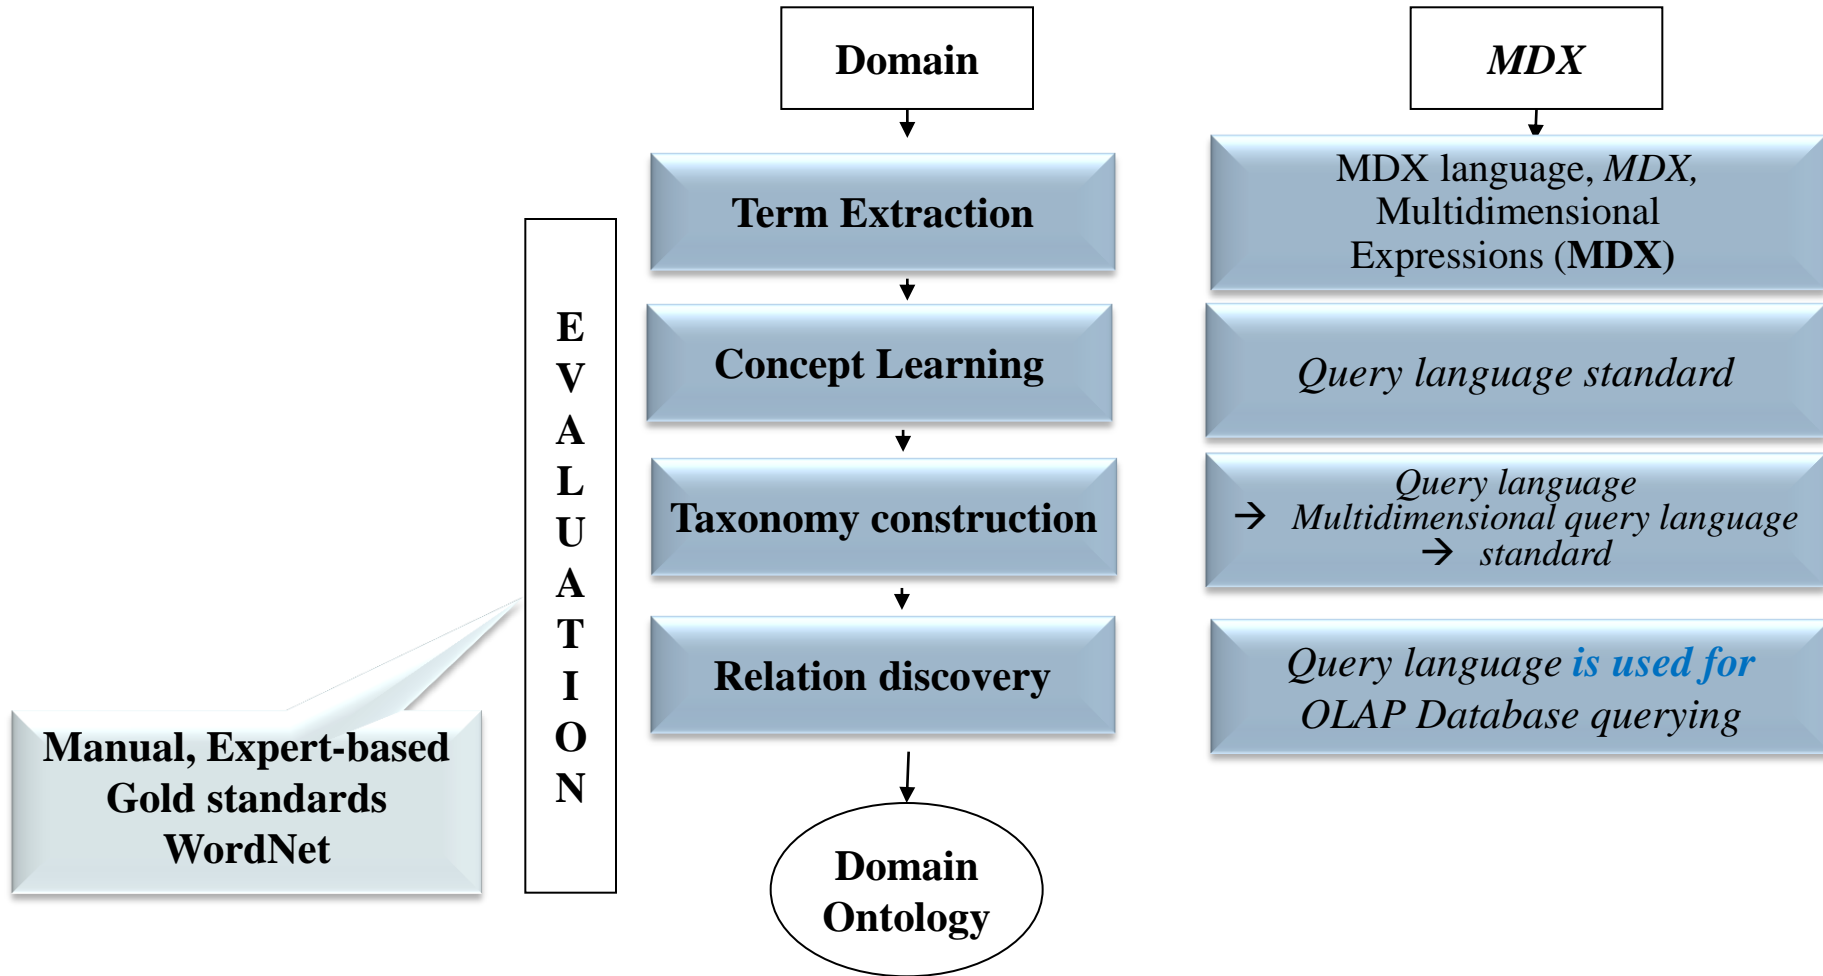 Domain
MDX
Term Extraction
MDX language, MDX,
Multidimensional
Expressions (MDX)
Concept Learning
Query language standard
Taxonomy construction
Query language
→ Multidimensional query language
→ standard
Relation discovery
Query language is used for
OLAP Database querying
E
V
A
L
U
A
T
I
O
N
Manual, Expert-based
Gold standards
WordNet
Domain
Ontology